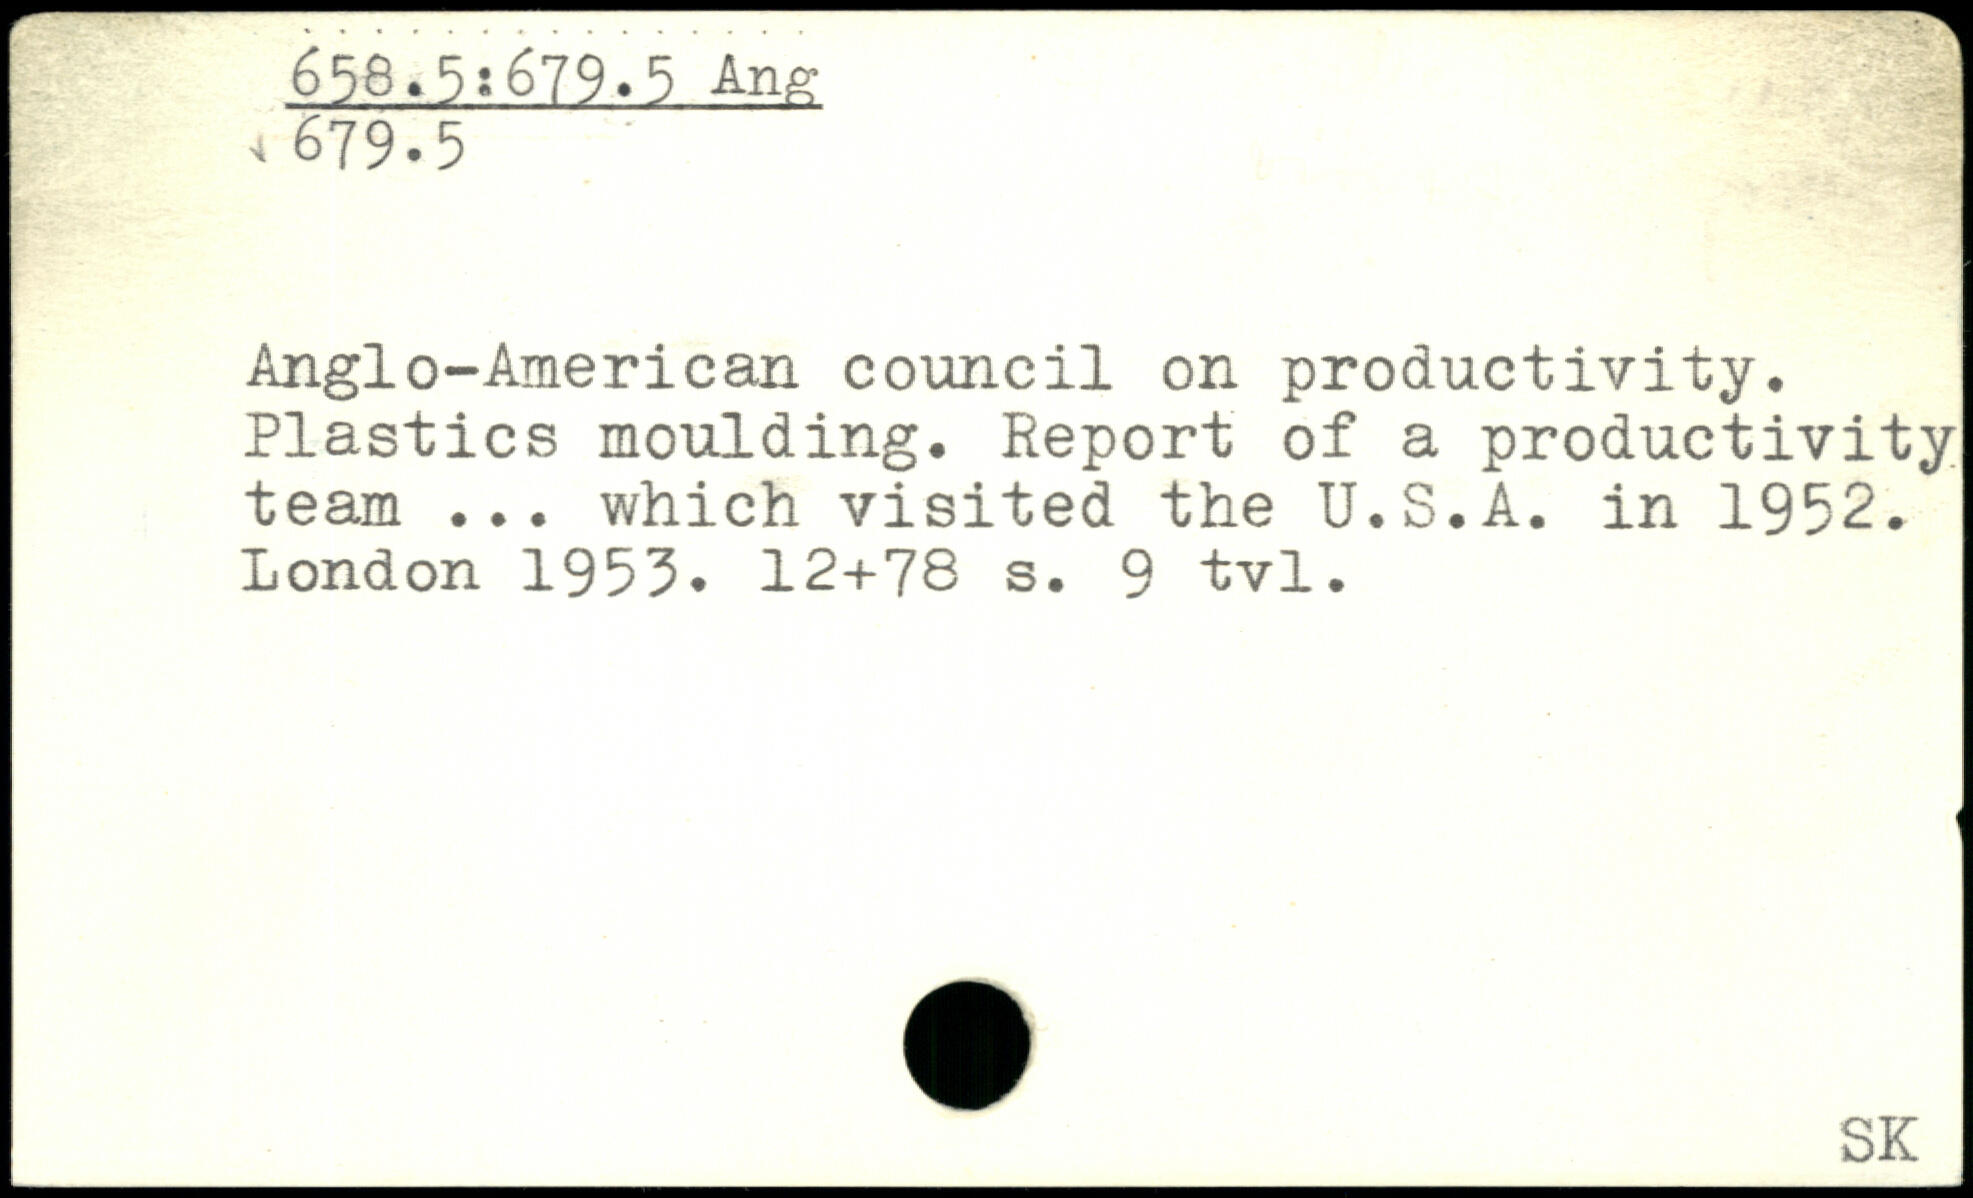 658.5:679.5 Ang
679.5
Anglo-American council on productivity.
Plastics moulding. Report of a productivity
team ... which visited the U.S.A. in 1952.
London 1953. 12+78 s. 9 tvl.
SK